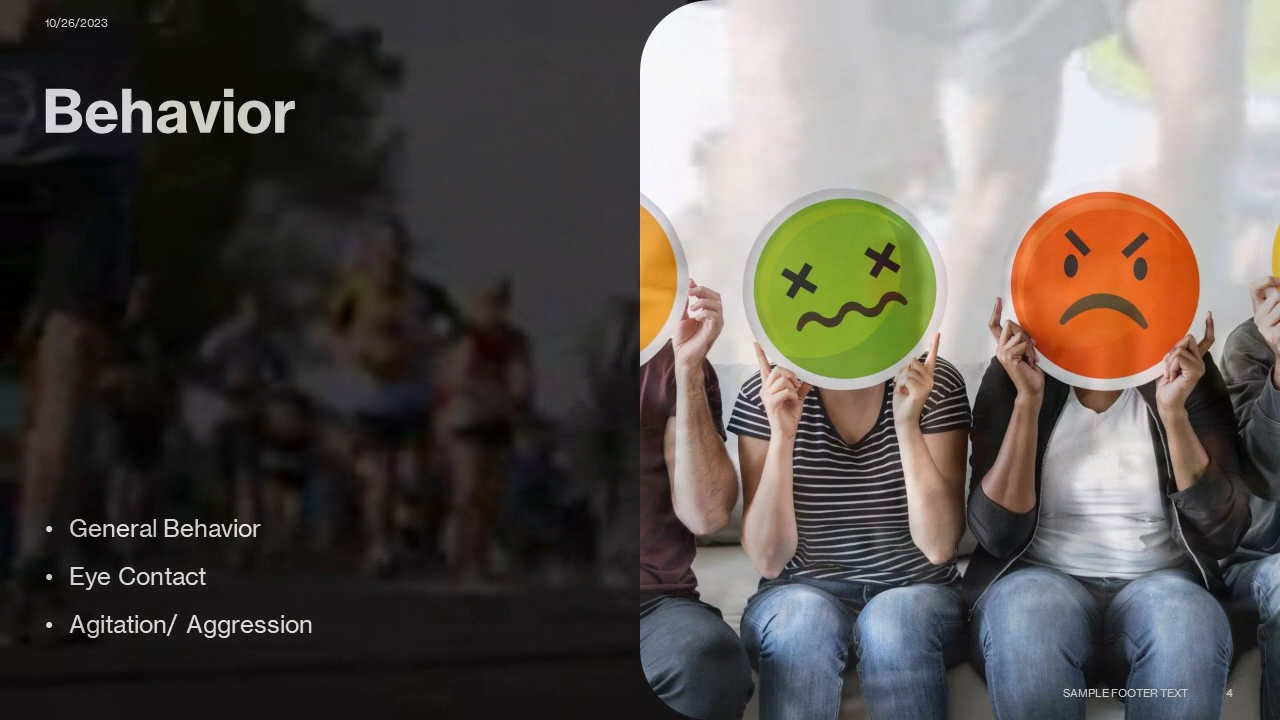 10/26/2023
Behavior
• General Behavior
• Eye Contact
• Agitation/ Aggression
SAMPLE FOOTER TEXT 4